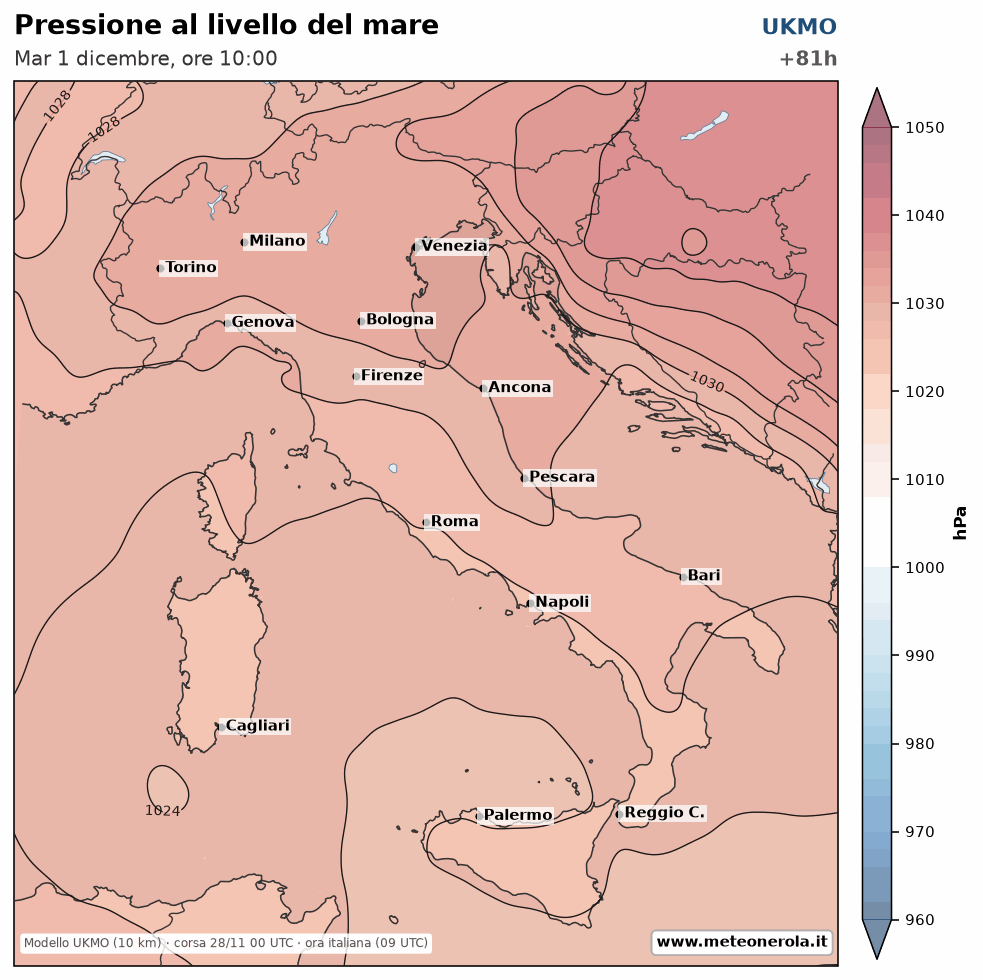 Pressione al livello del mare
UKMO
Mar 1 dicembre, ore 10:00
+81h
1028
1028
Milano
Venezia
Torino
Genova
Bologna
Firenze
Ancona
1030
Pescara
Roma
Bari
Napoli
Cagliari
1024
Palermo
Reggio C.
1050
1040
1030
1020
1010
1000
990
980
970
960
hPa
Modello UKMO (10 km) · corsa 28/11 00 UTC · ora italiana (09 UTC)
www.meteonerola.it